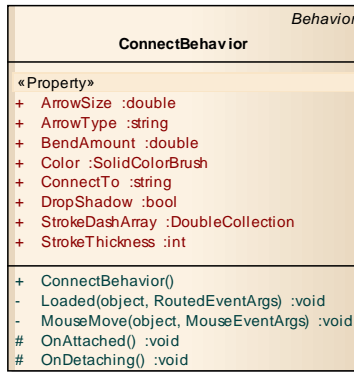 Behavior
ConnectBehavior
«Property»
+ ArrowSize :double
+ ArrowType :string
+ BendAmount :double
+ Color :SolidColorBrush
+ ConnectTo :string
+ DropShadow :bool
+ StrokeDashArray :DoubleCollection
+ StrokeThickness :int
+ ConnectBehavior()
- Loaded(object, RoutedEventArgs) :void
- MouseMove(object, MouseEventArgs) :void
# OnAttached() :void
# OnDetaching() :void